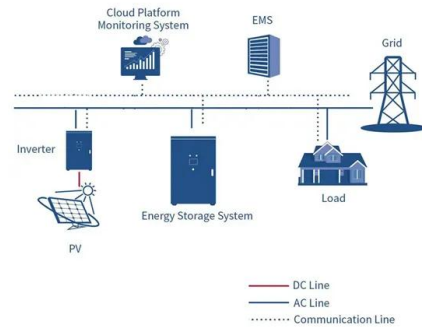 Cloud Platform
Monitoring System
EMS
Grid
Inverter
Energy Storage System
Load
PV
DC Line
AC Line
Communication Line